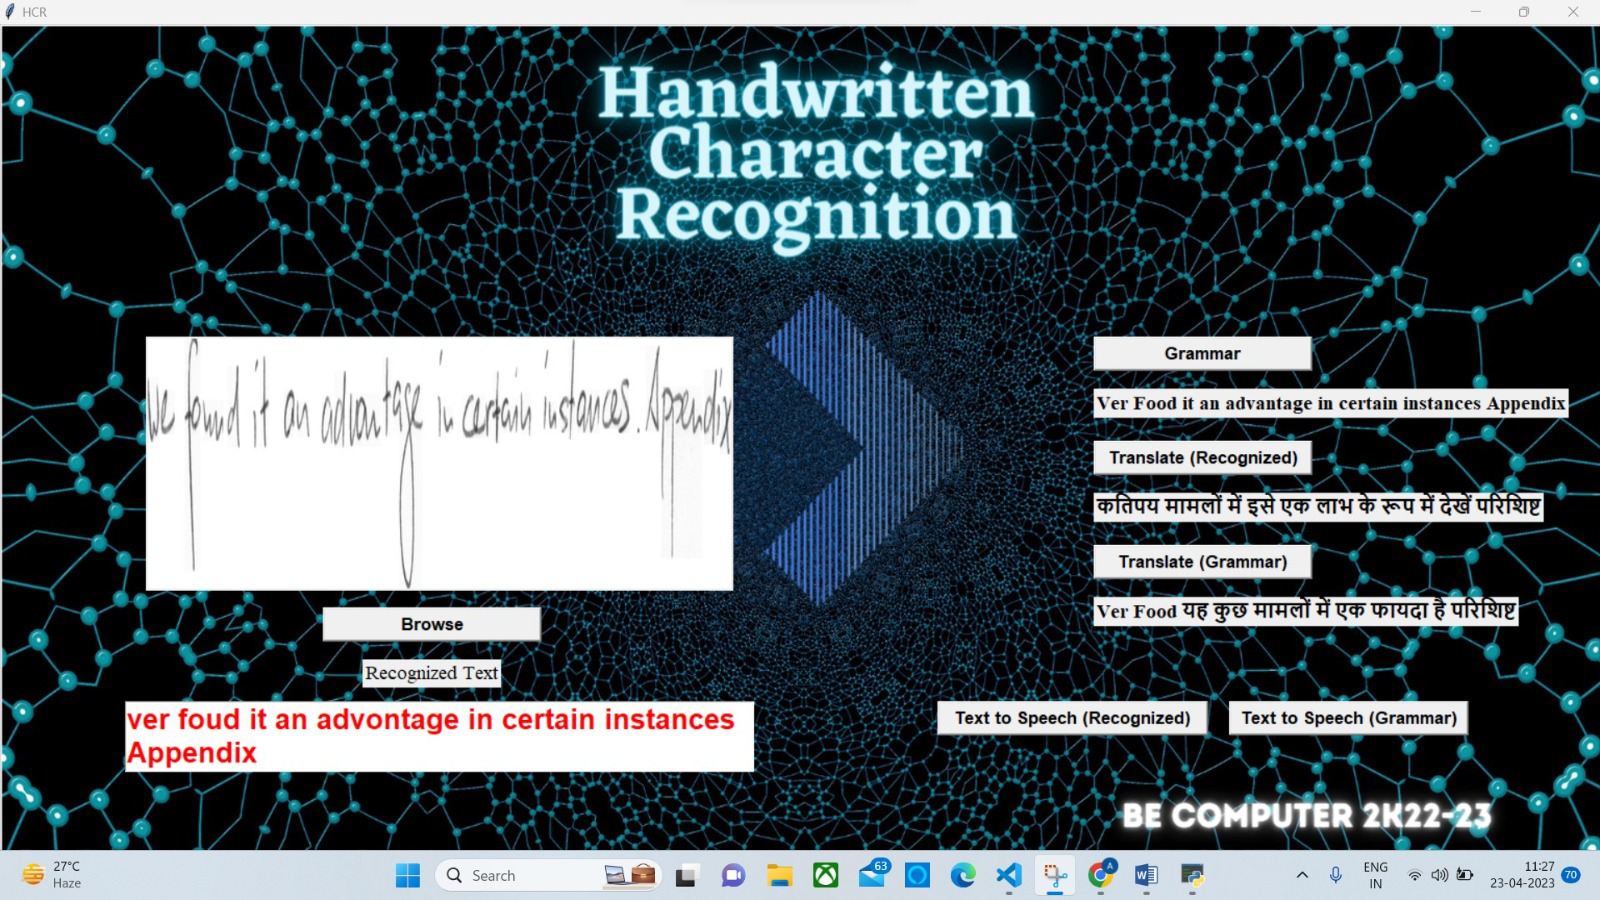 HCR
Handwritten
Character
Recognition
we found it an advantage in certain instances. Appendix
Browse
Recognized Text
ver foud it an advontage in certain instances
Appendix
Grammar
Ver Food it an advantage in certain instances Appendix
Translate (Recognized)
कतिपय मामलों में इसे एक लाभ के रूप में देखें परिशिष्ट
Translate (Grammar)
Ver Food यह कुछ मामलों में एक फायदा है परिशिष्ट
Text to Speech (Recognized) Text to Speech (Grammar)
BE COMPUTER 2K22-23
27°C
Haze
Search
63
A
ENG
IN
11:27
23-04-2023
70